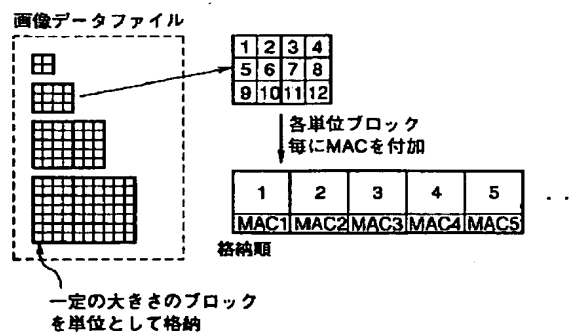 画像データファイル
1 2 3 4
5 6 7 8
9 10 11 12
各単位ブロック
毎にMACを付加
1 2 3 4 5 . .
MAC1 MAC2 MAC3 MAC4 MAC5
格納順
一定の大きさのブロック
を単位として格納